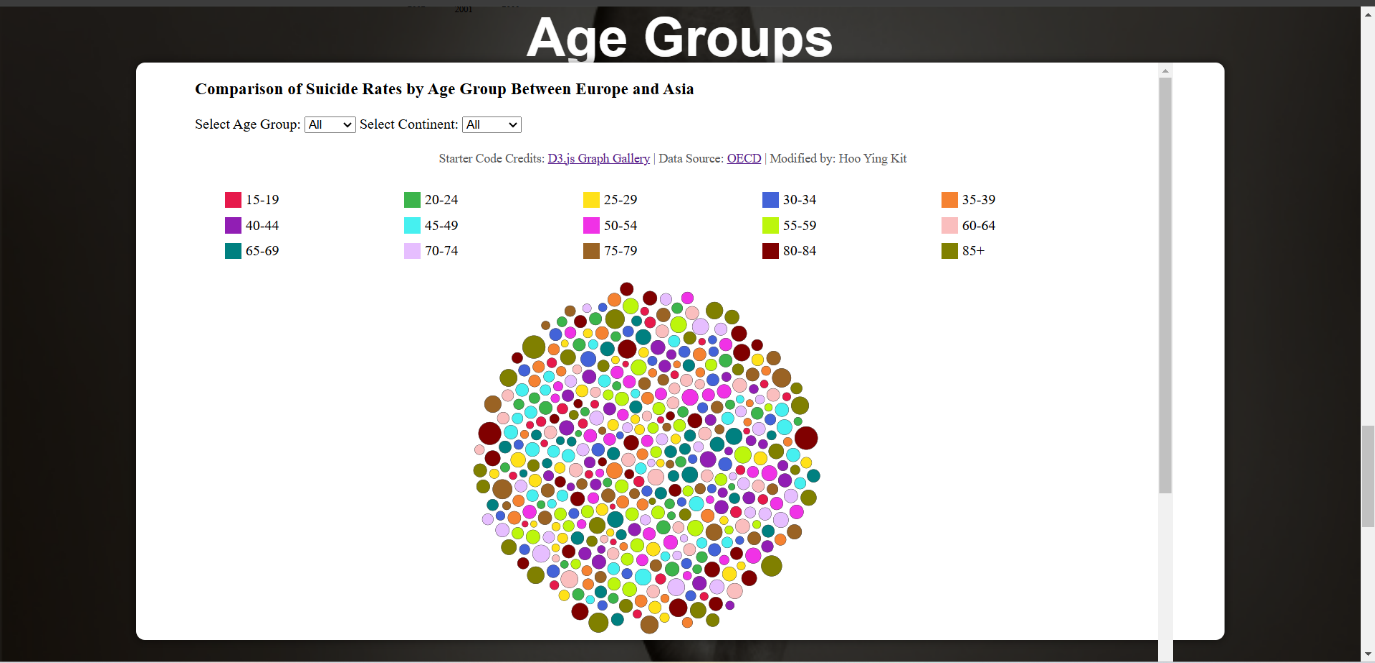 2001
Age Groups
Comparison of Suicide Rates by Age Group Between Europe and Asia
Select Age Group: All Select Continent: All
Starter Code Credits: D3.js Graph Gallery | Data Source: OECD | Modified by: Hoo Ying Kit
15-19 20-24 25-29 30-34 35-39
40-44 45-49 50-54 55-59 60-64
65-69 70-74 75-79 80-84 85+